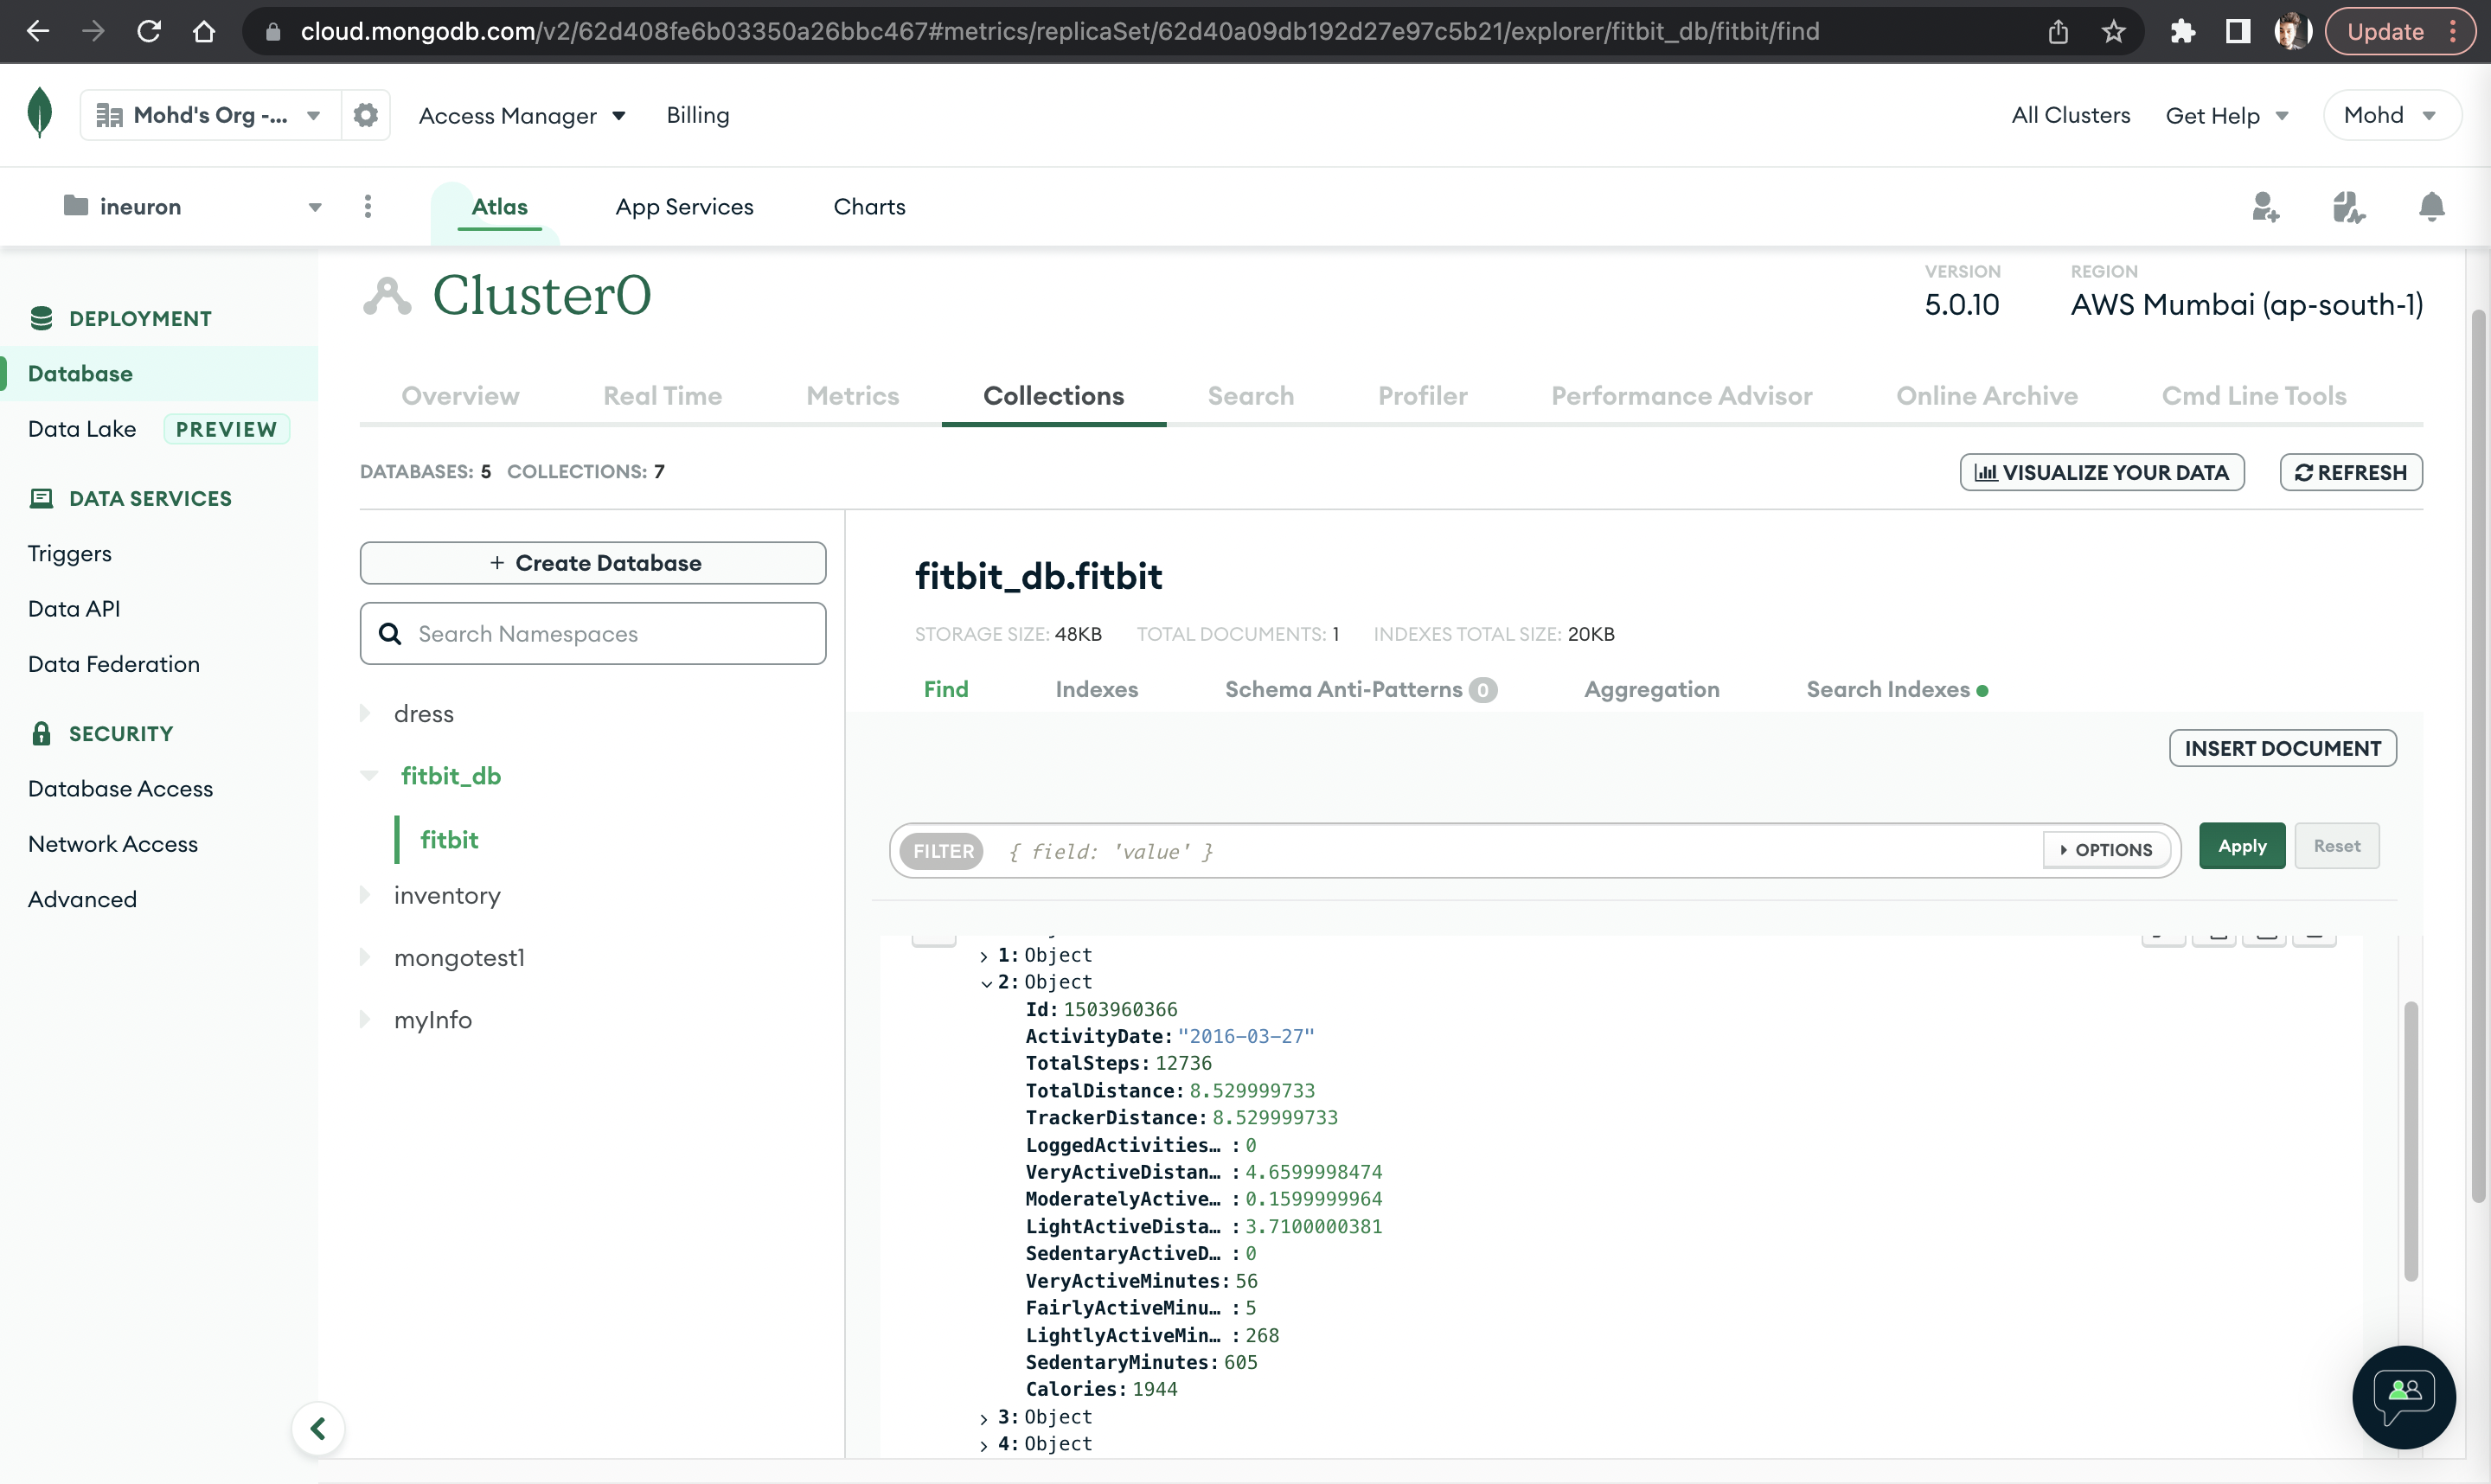 cloud.mongodb.com/v2/62d408fe6b03350a26bbc467#metrics/replicaSet/62d40a09db192d27e97c5b21/explorer/fitbit_db/fitbit/find
Update
Mohd's Org -...
Access Manager
Billing
All Clusters
Get Help
Mohd
ineuron
Atlas
App Services
Charts
DEPLOYMENT
Database
Data Lake PREVIEW
DATA SERVICES
Triggers
Data API
Data Federation
SECURITY
Database Access
Network Access
Advanced
Cluster0
VERSION
5.0.10
REGION
AWS Mumbai (ap-south-1)
Overview
Real Time
Metrics
Collections
Search
Profiler
Performance Advisor
Online Archive
Cmd Line Tools
DATABASES: 5 COLLECTIONS: 7
VISUALIZE YOUR DATA
REFRESH
+ Create Database
Search Namespaces
dress
fitbit_db
fitbit
inventory
mongotest1
myInfo
fitbit_db.fitbit
STORAGE SIZE: 48KB TOTAL DOCUMENTS: 1 INDEXES TOTAL SIZE: 20KB
Find
Indexes
Schema Anti-Patterns 0
Aggregation
Search Indexes
INSERT DOCUMENT
FILTER { field: 'value' }
OPTIONS
Apply
Reset
1: Object
2: Object
Id: 1503960366
ActivityDate: "2016-03-27"
TotalSteps: 12736
TotalDistance: 8.529999733
TrackerDistance: 8.529999733
LoggedActivities… : 0
VeryActiveDistan… : 4.6599998474
ModeratelyActive… : 0.1599999964
LightActiveDista… : 3.7100000381
SedentaryActiveD… : 0
VeryActiveMinutes: 56
FairlyActiveMinu… : 5
LightlyActiveMin… : 268
SedentaryMinutes: 605
Calories: 1944
3: Object
4: Object